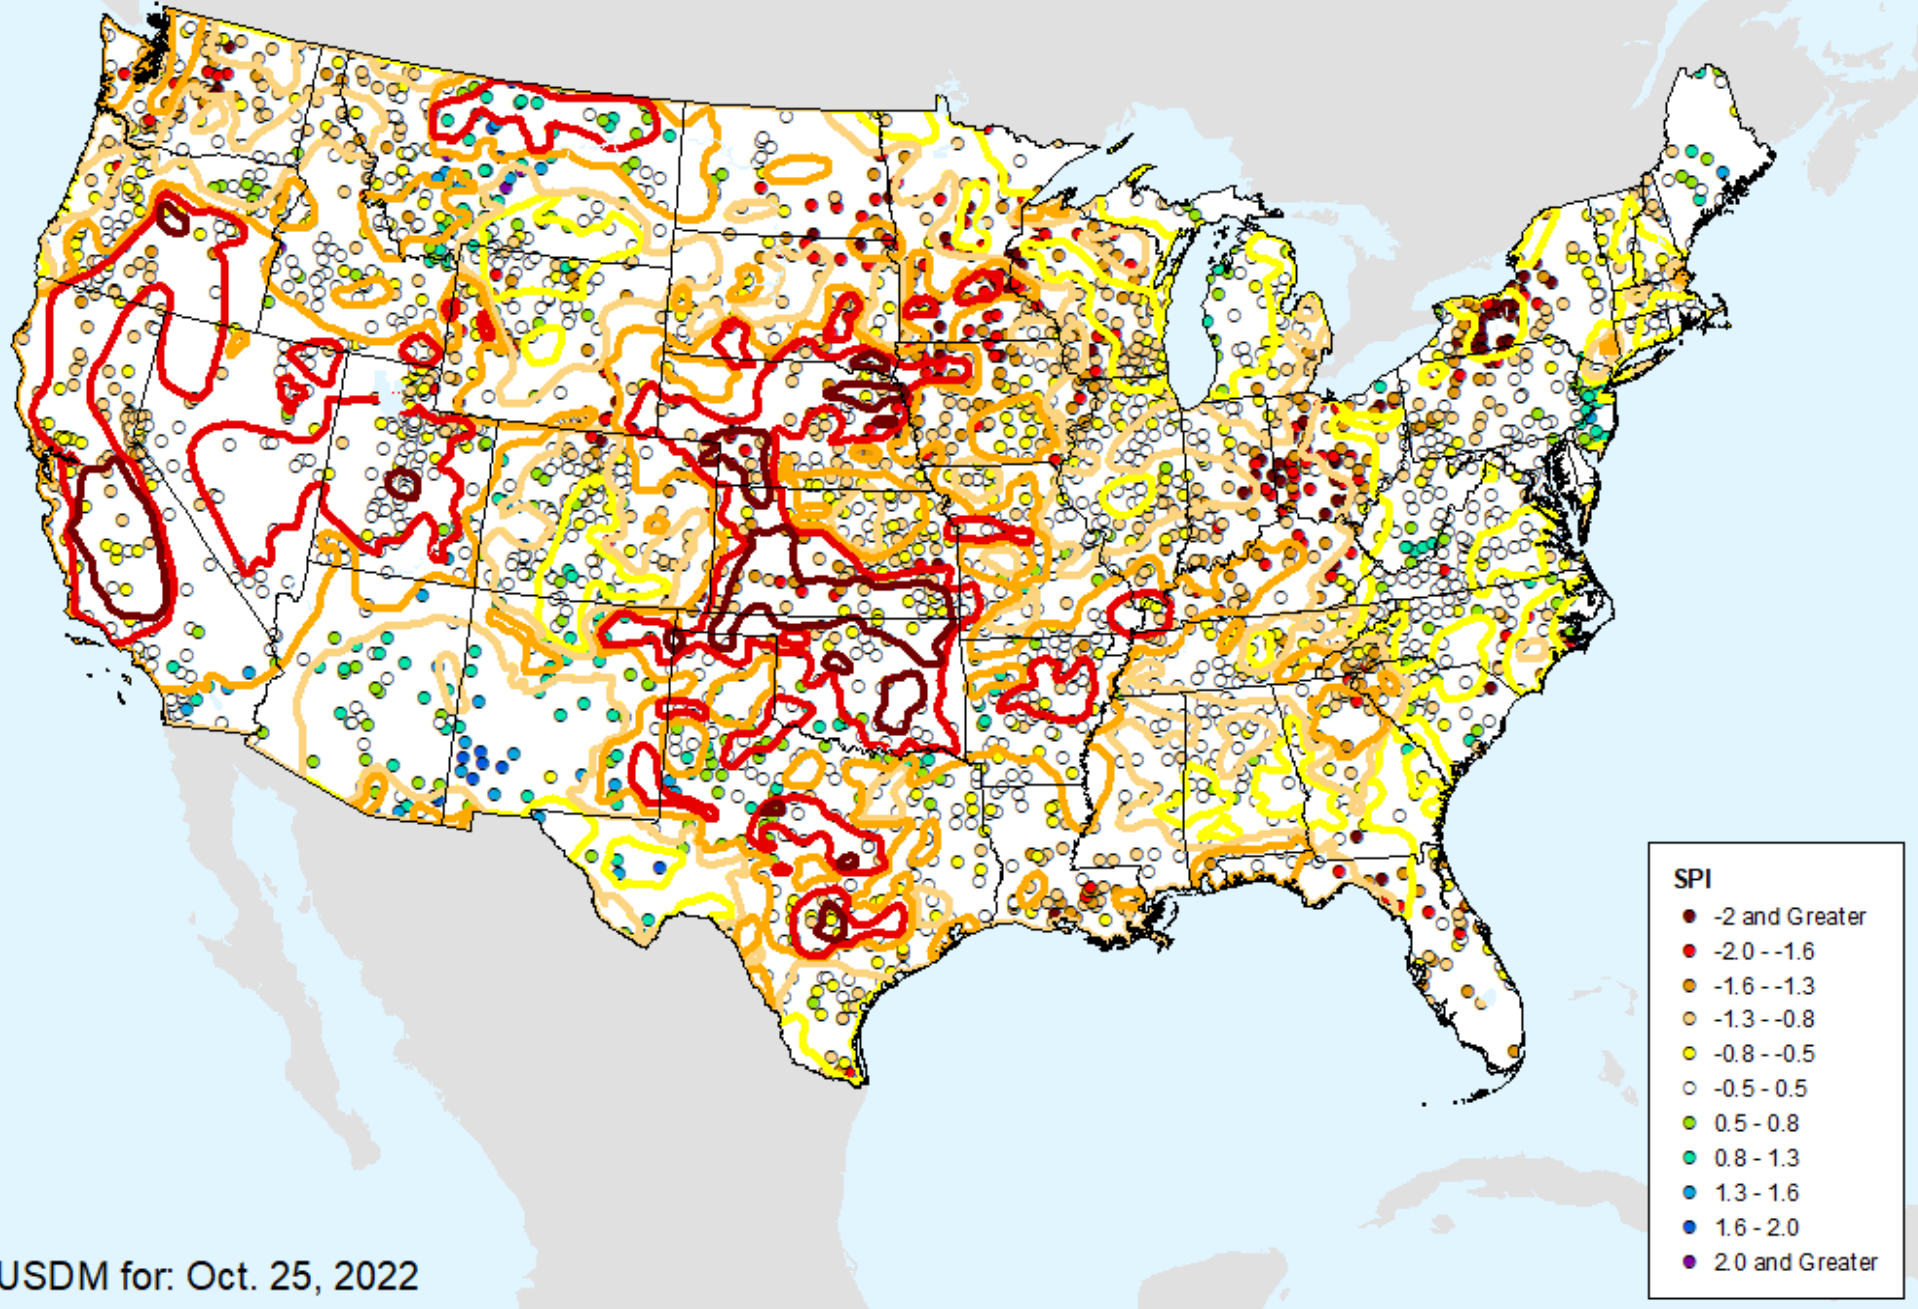 SPI
-2 and Greater
-2.0 - -1.6
-1.6 - -1.3
-1.3 - -0.8
-0.8 - -0.5
-0.5 - 0.5
0.5 - 0.8
0.8 - 1.3
1.3 - 1.6
1.6 - 2.0
2.0 and Greater
USDM for: Oct. 25, 2022